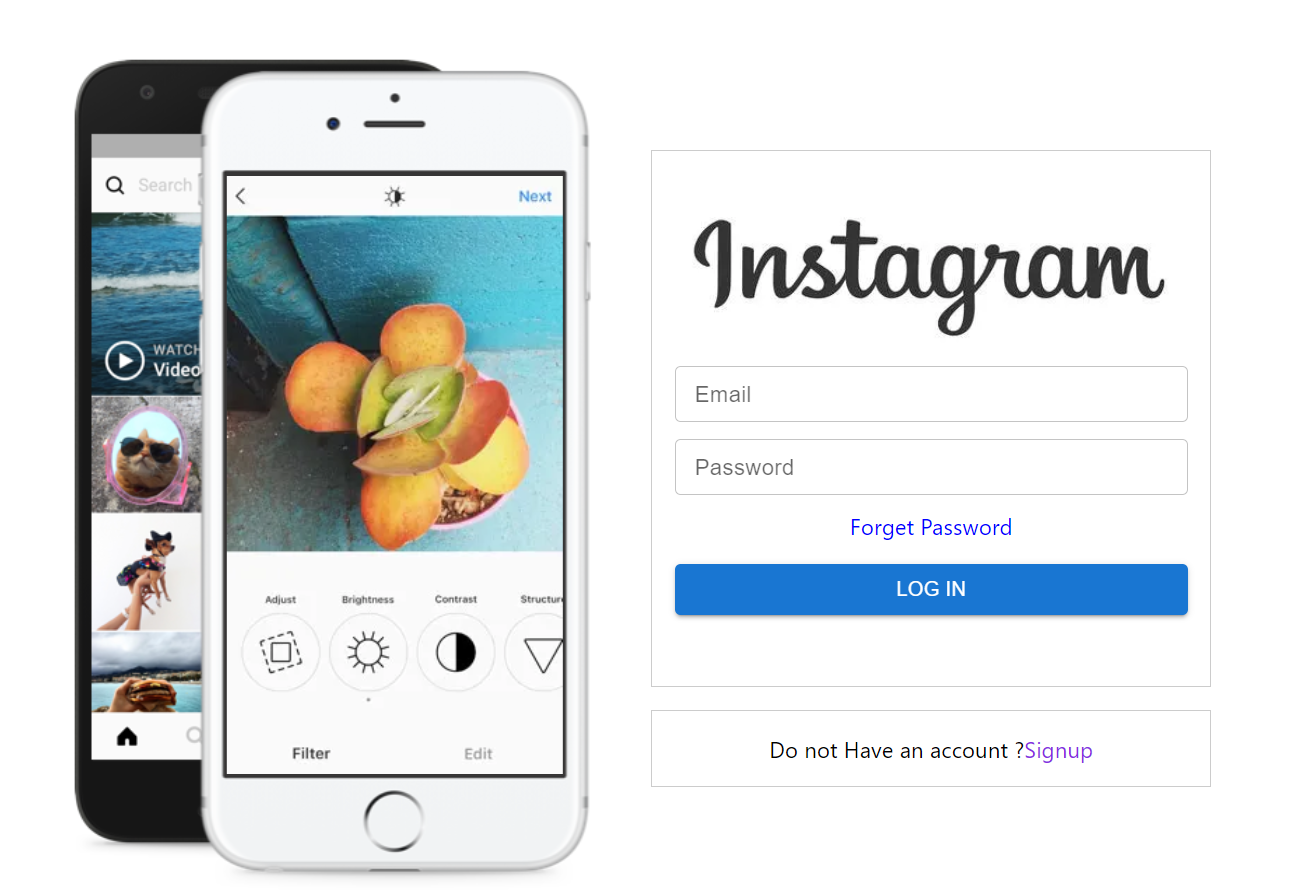 Search
WATCH
Video
Next
Adjust Brightness Contrast Structur
Filter Edit
Instagram
Email
Password
Forget Password
LOG IN
Do not Have an account ?Signup